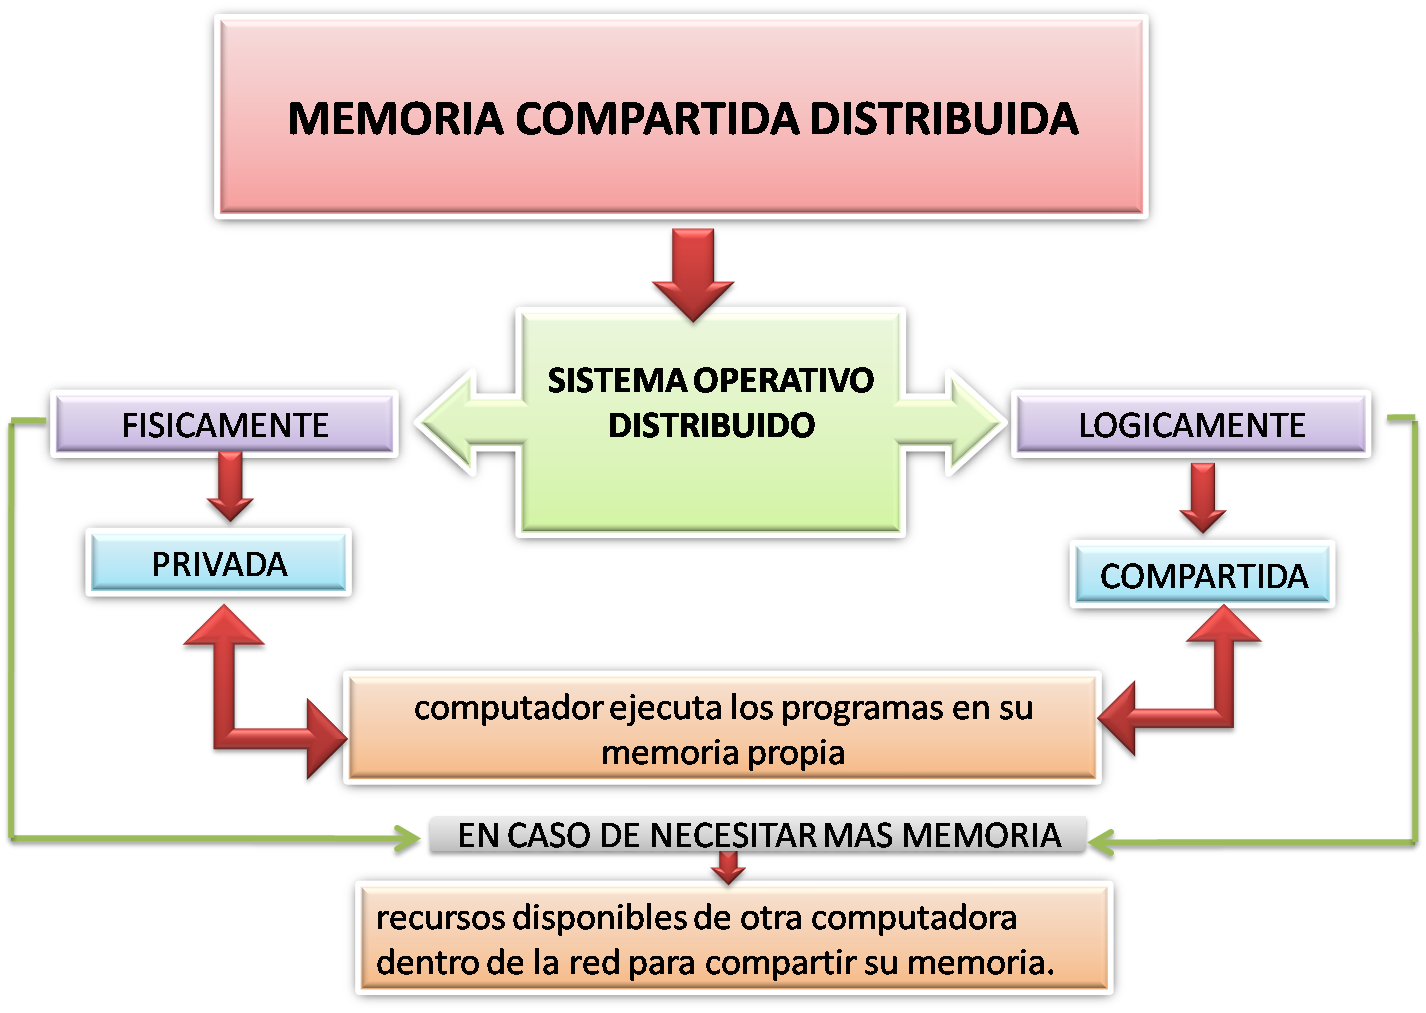 MEMORIA COMPARTIDA DISTRIBUIDA
SISTEMA OPERATIVO
DISTRIBUIDO
FISICAMENTE
LOGICAMENTE
PRIVADA
COMPARTIDA
computador ejecuta los programas en su
memoria propia
EN CASO DE NECESITAR MAS MEMORIA
recursos disponibles de otra computadora
dentro de la red para compartir su memoria.